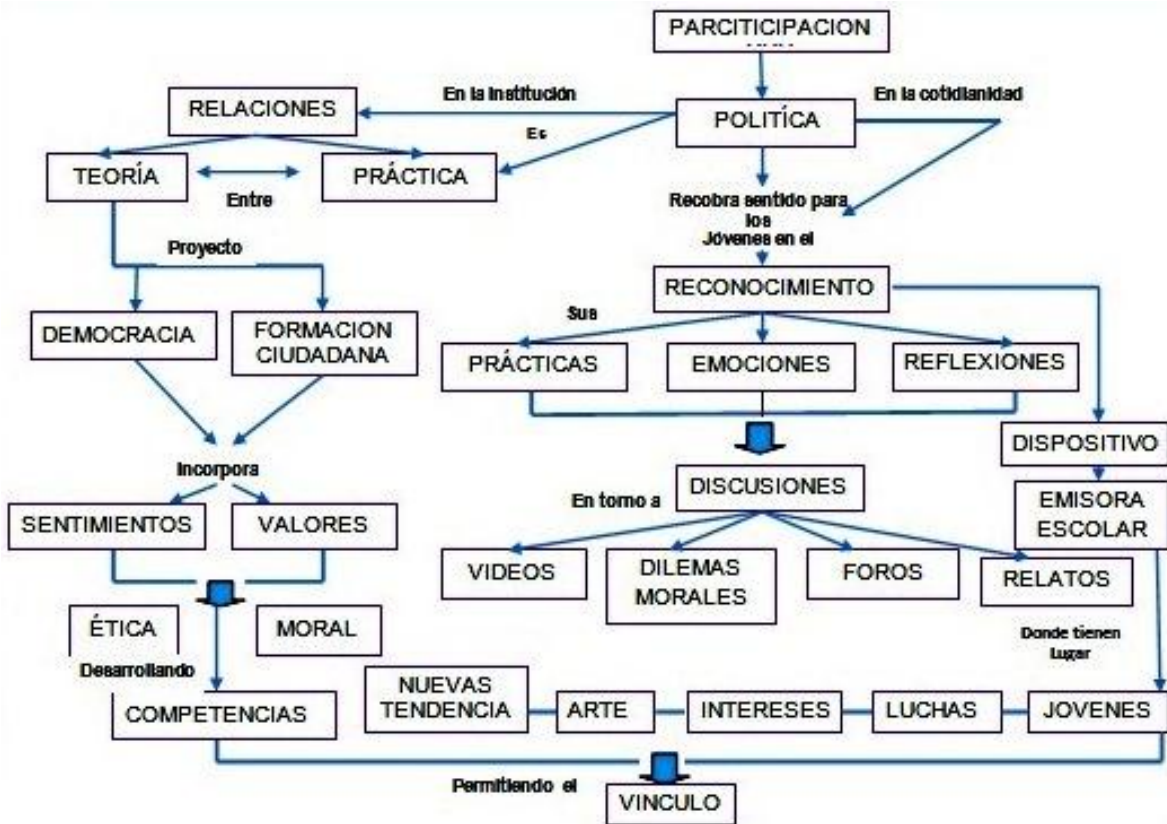 PARCITICIPACION
En la institución
En la cotidianidad
RELACIONES
POLITÍCA
Es
TEORÍA
PRÁCTICA
Entre
Recobra sentido para
los
Jóvenes en el
Proyecto
RECONOCIMIENTO
DEMOCRACIA
FORMACION
CIUDADANA
Sus
PRÁCTICAS
EMOCIONES
REFLEXIONES
DISPOSITIVO
Incorpora
DISCUSIONES
En torno a
EMISORA
ESCOLAR
SENTIMIENTOS
VALORES
VIDEOS
DILEMAS
MORALES
FOROS
RELATOS
ÉTICA
MORAL
Donde tienen
Lugar
Desarrollando
COMPETENCIAS
NUEVAS
TENDENCIA
ARTE
INTERESES
LUCHAS
JOVENES
Permitiendo el
VINCULO